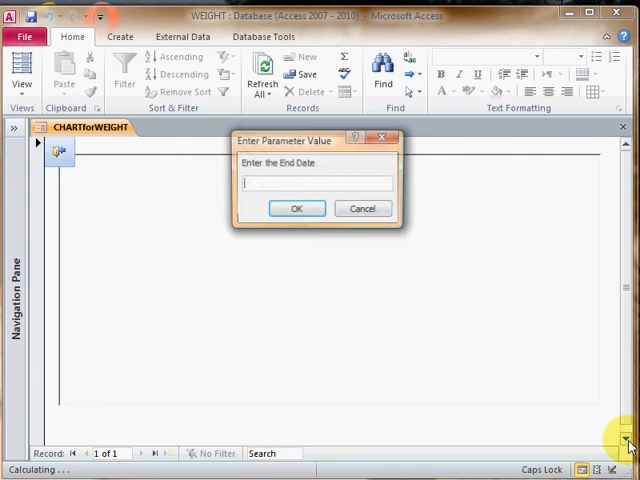 WEIGHT : Database (Access 2007 - 2010) - Microsoft Access
File Home Create External Data Database Tools
View
Views
Paste
Clipboard
Filter
Ascending
Descending
Remove Sort
Sort & Filter
Refresh All
New
Save
Delete
Records
Find
Find
Text Formatting
CHARTforWEIGHT
Enter Parameter Value
Enter the End Date
OK Cancel
Navigation Pane
Record: 1 of 1 No Filter Search
Calculating . . . Caps Lock